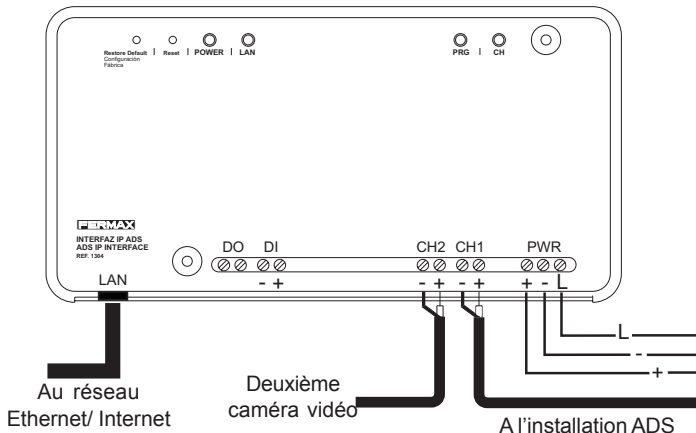 Restore Default | Reset | POWER | LAN
Configuración
Fábrica
PRG | CH
FERMAX
INTERFAZ IP ADS
ADS IP INTERFACE
REF. 1304
LAN
DO DI CH2 CH1 PWR
- + - + - + + - L
L
-
+
Au réseau
Ethernet/ Internet
Deuxième
caméra vidéo
A l'installation ADS